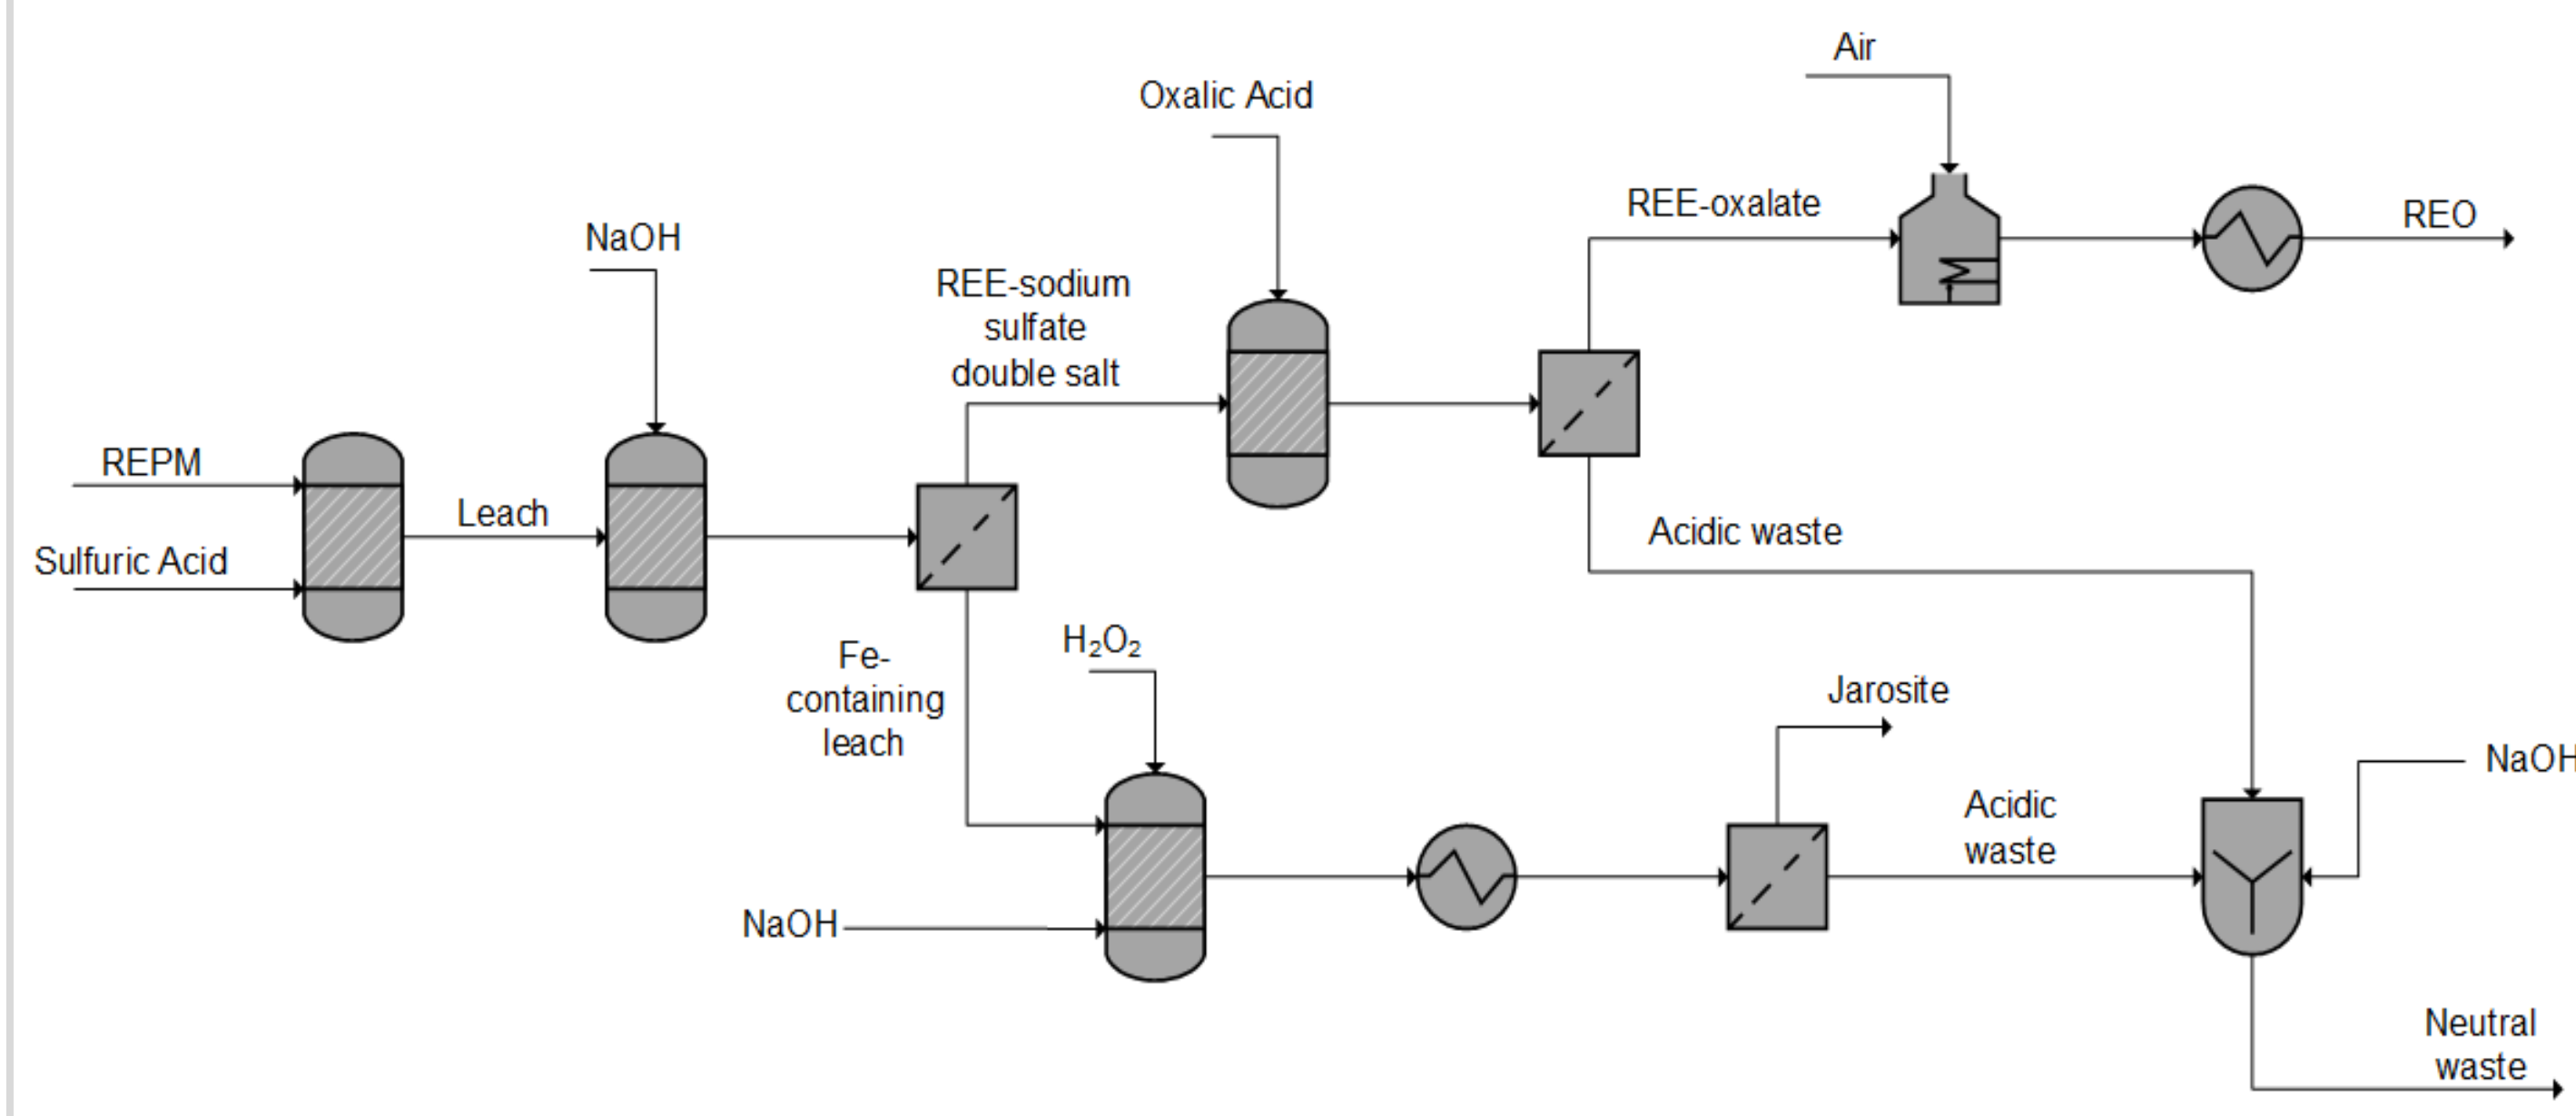 Air
Oxalic Acid
REE-oxalate
REO
NaOH
REE-sodium
sulfate
double salt
REPM
Leach
Sulfuric Acid
Acidic waste
H₂O₂
Fe-
containing
leach
Jarosite
NaOH
Acidic
waste
NaOH
Neutral
waste